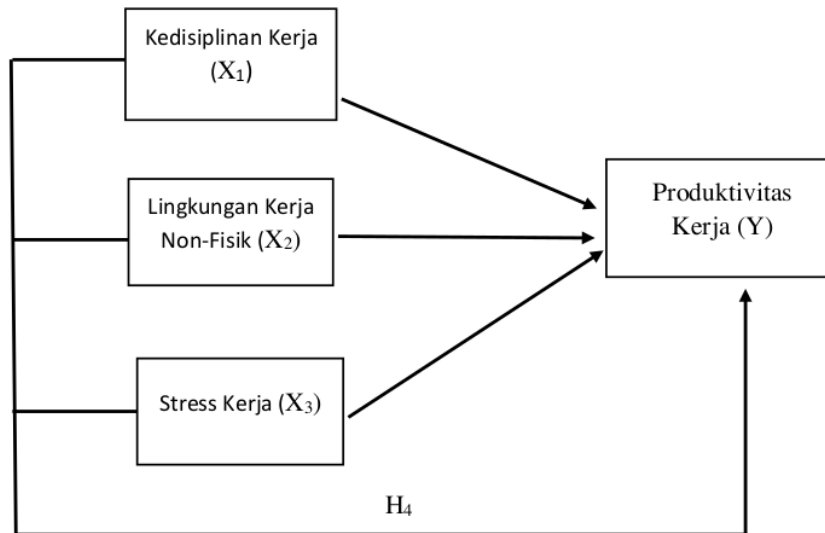 Kedisiplinan Kerja
(X₁)
Lingkungan Kerja
Non-Fisik (X₂)
Produktivitas
Kerja (Y)
Stress Kerja (X₃)
H₄